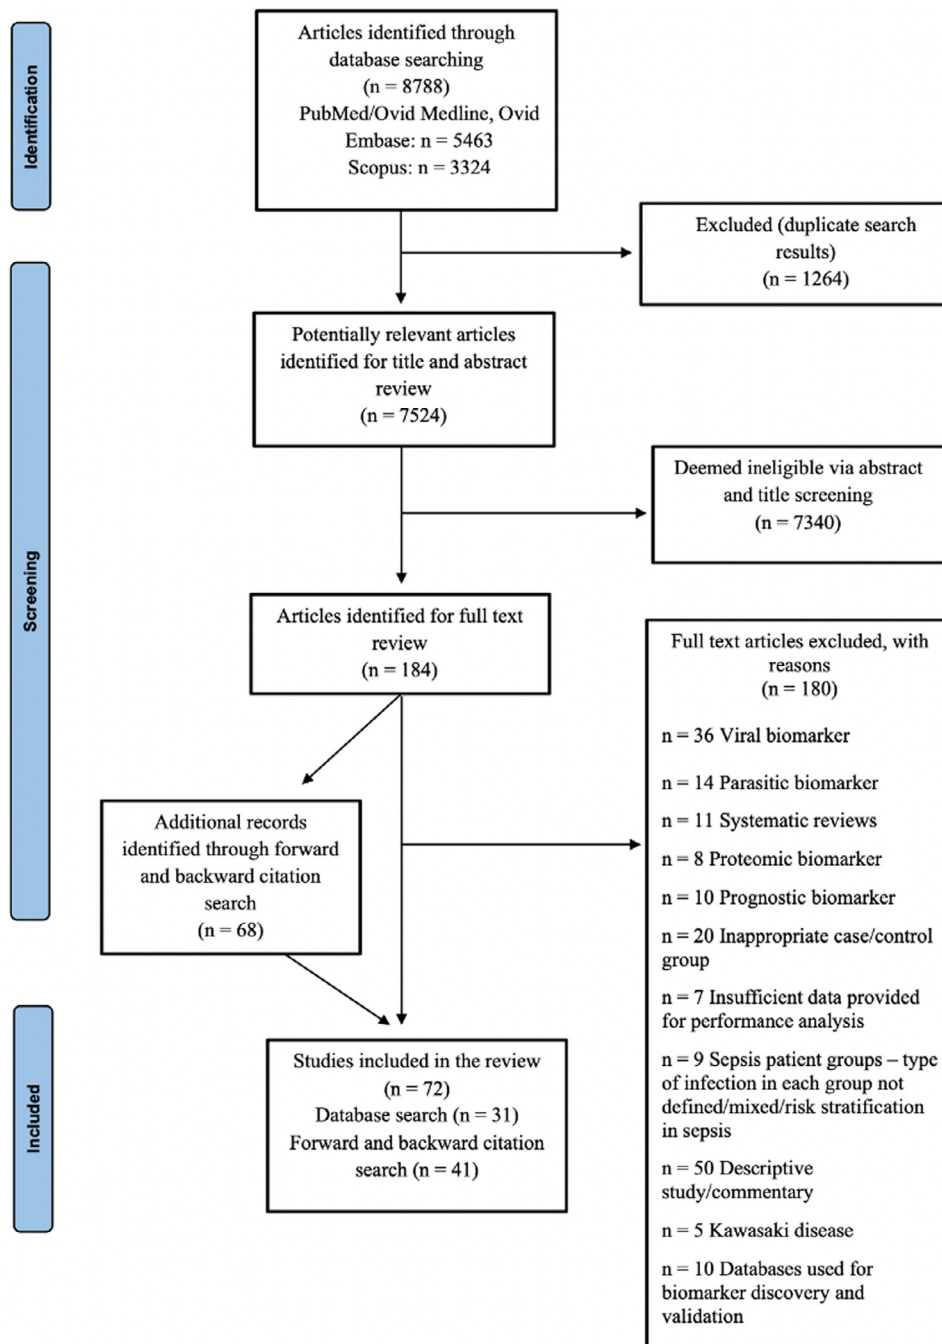 Identification
Articles identified through
database searching
(n = 8788)
PubMed/Ovid Medline, Ovid
Embase: n = 5463
Scopus: n = 3324
Excluded (duplicate search
results)
(n = 1264)
Screening
Potentially relevant articles
identified for title and abstract
review
(n = 7524)
Deemed ineligible via abstract
and title screening
(n = 7340)
Articles identified for full text
review
(n = 184)
Full text articles excluded, with
reasons
(n = 180)
n = 36 Viral biomarker
n = 14 Parasitic biomarker
n = 11 Systematic reviews
n = 8 Proteomic biomarker
n = 10 Prognostic biomarker
n = 20 Inappropriate case/control
group
n = 7 Insufficient data provided
for performance analysis
n = 9 Sepsis patient groups – type
of infection in each group not
defined/mixed/risk stratification
in sepsis
n = 50 Descriptive
study/commentary
n = 5 Kawasaki disease
n = 10 Databases used for
biomarker discovery and
validation
Additional records
identified through forward
and backward citation
search
(n = 68)
Included
Studies included in the review
(n = 72)
Database search (n = 31)
Forward and backward citation
search (n = 41)